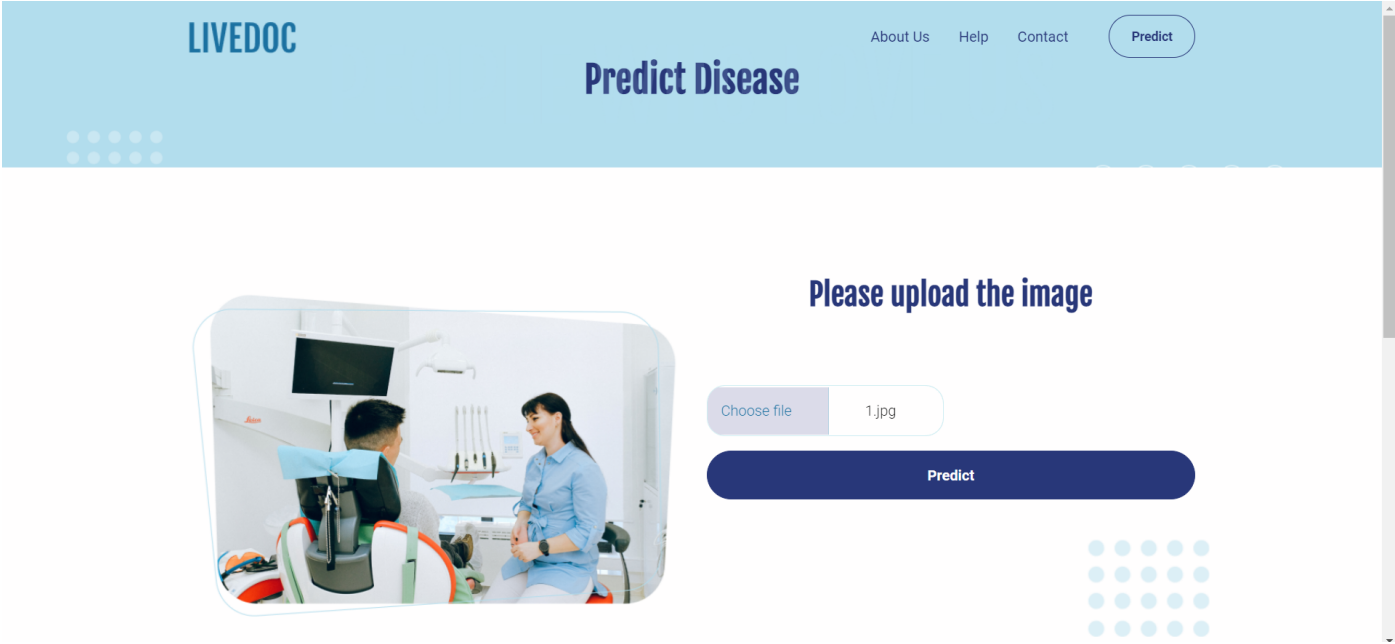 LIVEDOC
About Us Help Contact Predict
Predict Disease
Please upload the image
Choose file 1.jpg
Predict